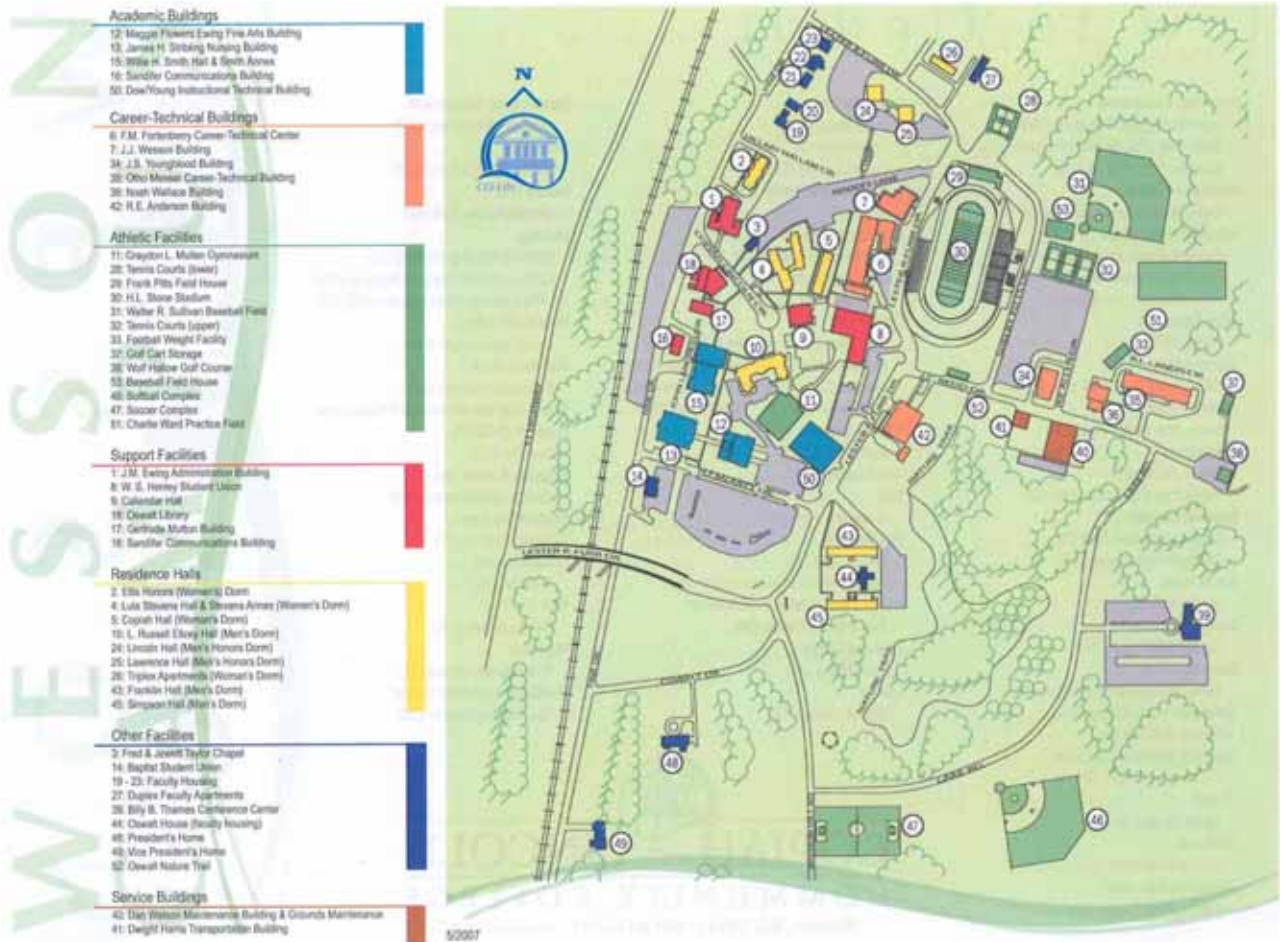 WESSON
Academic Buildings
12: Maggie Flowers Ewing Fine Arts Building
13: James H. Stribling Nursing Building
15: Willie H. Smith Hall & Smith Annex
16: Sandifer Communications Building
50: Dow/Young Instructional Technical Building
Career-Technical Buildings
6: F.M. Fortenberry Career-Technical Center
7: J.J. Wesson Building
34: J.S. Youngblood Building
35: Otho Messer Career-Technical Building
36: Noah Wallace Building
42: R.E. Anderson Building
Athletic Facilities
11: Graydon L. Mullen Gymnasium
28: Tennis Courts (lower)
29: Frank Pitts Field House
30: H.L. Stone Stadium
31: Walter R. Sullivan Baseball Field
32: Tennis Courts (upper)
33: Football Weight Facility
37: Golf Cart Storage
38: Wolf Hollow Golf Course
53: Baseball Field House
46: Softball Complex
47: Soccer Complex
51: Charlie Ward Practice Field
Support Facilities
1: J.M. Ewing Administration Building
8: W. S. Henley Student Union
9: Callendar Hall
18: Oswalt Library
17: Gertrude Mutton Building
16: Sandifer Communications Building
Residence Halls
2: Ellis Honors (Women's) Dorm
4: Lula Stevens Hall & Stevens Annex (Women's Dorm)
5: Copiah Hall (Women's Dorm)
10: L. Russell Ellzey Hall (Men's Dorm)
24: Lincoln Hall (Men's Honors Dorm)
25: Lawrence Hall (Men's Honors Dorm)
26: Triplex Apartments (Women's Dorm)
43: Franklin Hall (Men's Dorm)
45: Simpson Hall (Men's Dorm)
Other Facilities
3: Fred & Jewett Taylor Chapel
14: Baptist Student Union
19 - 23: Faculty Housing
27: Duplex Faculty Apartments
39: Billy B. Thames Conference Center
44: Oswalt House (faculty housing)
48: President's Home
49: Vice President's Home
52: Oswalt Nature Trail
Service Buildings
40: Dan Watson Maintenance Building & Grounds Maintenance
41: Dwight Harris Transportation Building
N
CO-LIN
23
22
21
20
19
26
27
28
24
25
2
1
3
4
5
7
6
29
30
31
53
32
18
17
16
9
8
10
15
12
11
13
14
50
42
52
34
51
33
35
36
37
38
41
40
LESTER R. FURR CIR.
43
44
45
NATURE PARK
39
48
49
47
46
5/2007